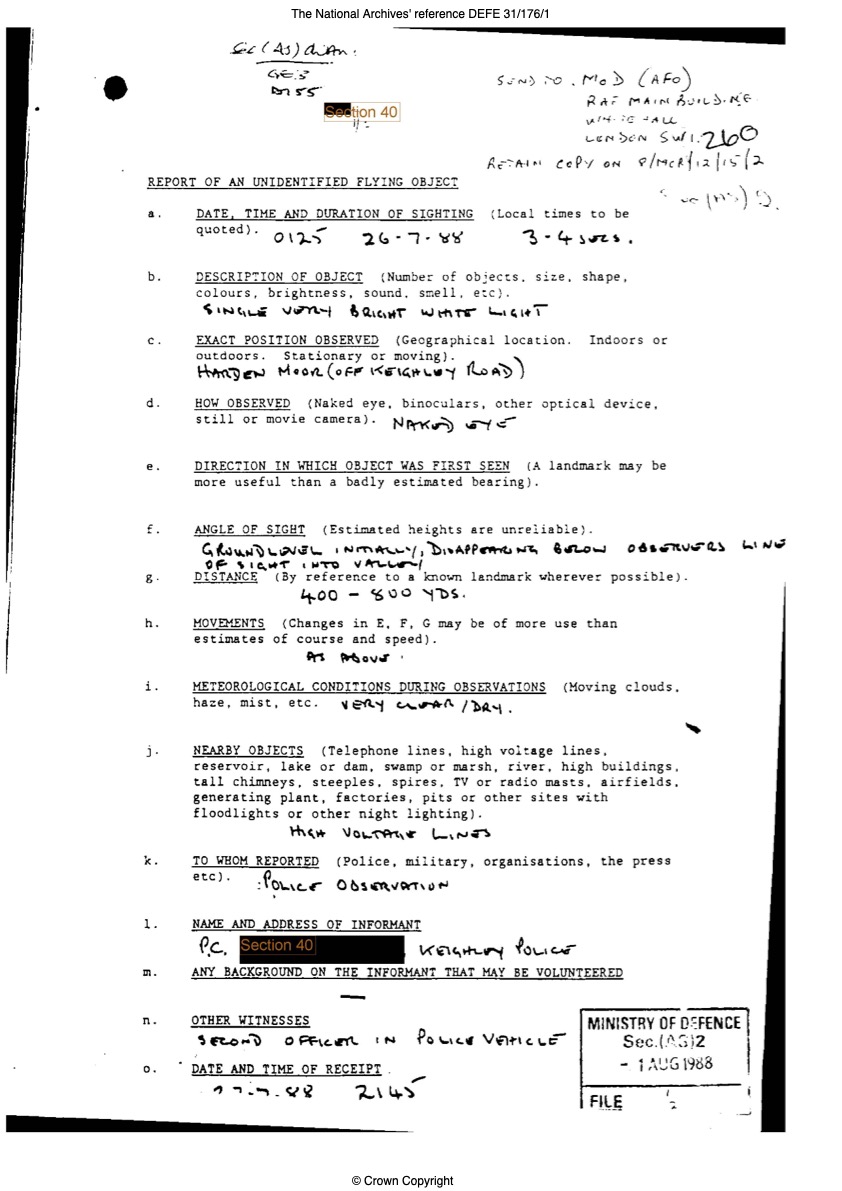 The National Archives' reference DEFE 31/176/1
Sec (AS)
GE3
DI 55
Section 40
SEND TO. MOD (AFO)
RAF MAIN BUILDING
WHITEHALL
LONDON SW1.
260
RETAIN COPY ON P/MCR/12/15/2
REPORT OF AN UNIDENTIFIED FLYING OBJECT
a. DATE, TIME AND DURATION OF SIGHTING (Local times to be
quoted). 0125 26-7-88 3-4 SECS.
b. DESCRIPTION OF OBJECT (Number of objects, size, shape,
colours, brightness, sound, smell, etc).
SINGLE VERY BRIGHT WHITE LIGHT
c. EXACT POSITION OBSERVED (Geographical location. Indoors or
outdoors. Stationary or moving).
HARDEN MOOR (OFF KEIGHLEY ROAD)
d. HOW OBSERVED (Naked eye, binoculars, other optical device,
still or movie camera). NAKED EYE
e. DIRECTION IN WHICH OBJECT WAS FIRST SEEN (A landmark may be
more useful than a badly estimated bearing).
f. ANGLE OF SIGHT (Estimated heights are unreliable).
GROUND LEVEL INITIALLY, DISAPPEARING BELOW OBSERVERS LINE
OF SIGHT INTO VALLEY
g. DISTANCE (By reference to a known landmark wherever possible).
400 - 800 YDS.
h. MOVEMENTS (Changes in E, F, G may be of more use than
estimates of course and speed).
AS ABOVE.
i. METEOROLOGICAL CONDITIONS DURING OBSERVATIONS (Moving clouds,
haze, mist, etc. VERY CLEAR/DRY.
j. NEARBY OBJECTS (Telephone lines, high voltage lines,
reservoir, lake or dam, swamp or marsh, river, high buildings,
tall chimneys, steeples, spires, TV or radio masts, airfields,
generating plant, factories, pits or other sites with
floodlights or other night lighting).
HIGH VOLTAGE LINES
k. TO WHOM REPORTED (Police, military, organisations, the press
etc). :POLICE OBSERVATION
l. NAME AND ADDRESS OF INFORMANT
P.C. Section 40, KEIGHLEY POLICE
m. ANY BACKGROUND ON THE INFORMANT THAT MAY BE VOLUNTEERED
—
n. OTHER WITNESSES
SECOND OFFICER IN POLICE VEHICLE
o. DATE AND TIME OF RECEIPT.
7.88 2145
MINISTRY OF DEFENCE
Sec.(AS)2
- 1 AUG 1988
FILE
© Crown Copyright